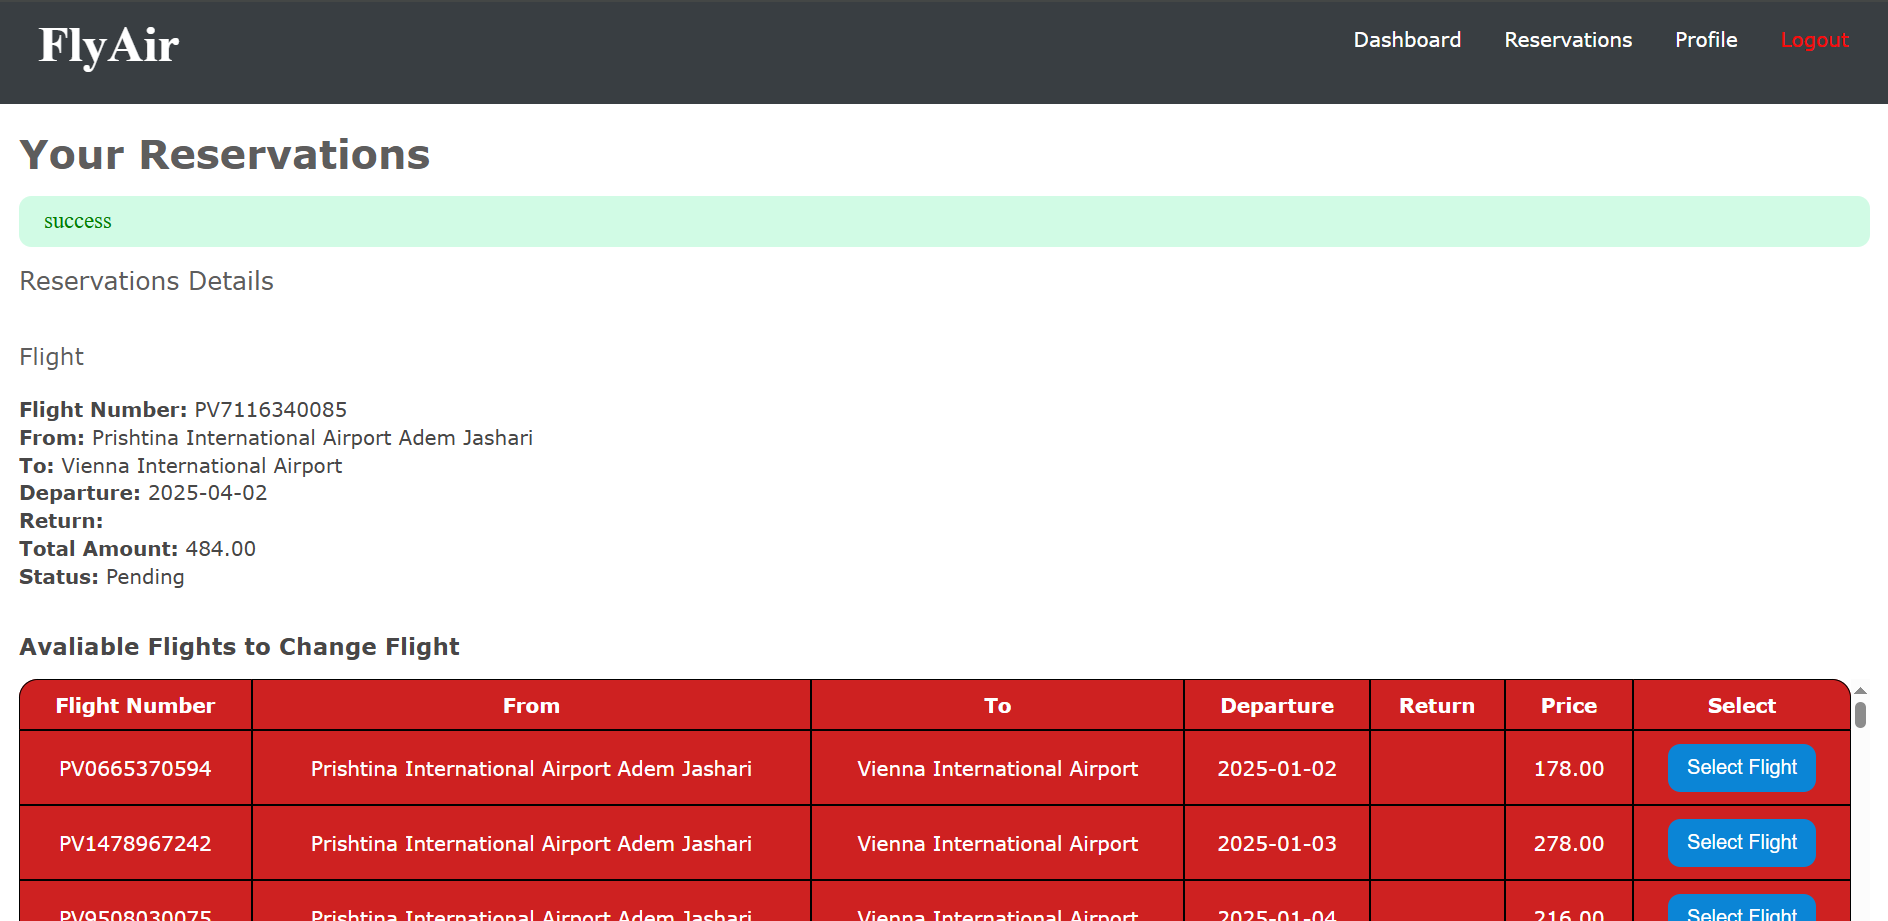 FlyAir
Dashboard Reservations Profile Logout
Your Reservations
success
Reservations Details
Flight
Flight Number: PV7116340085
From: Prishtina International Airport Adem Jashari
To: Vienna International Airport
Departure: 2025-04-02
Return:
Total Amount: 484.00
Status: Pending
Avaliable Flights to Change Flight
Flight Number From To Departure Return Price Select
PV0665370594 Prishtina International Airport Adem Jashari Vienna International Airport 2025-01-02 178.00 Select Flight
PV1478967242 Prishtina International Airport Adem Jashari Vienna International Airport 2025-01-03 278.00 Select Flight
PV9508030075 Prishtina International Airport Adem Jashari Vienna International Airport 2025-01-04 216.00 Select Flight